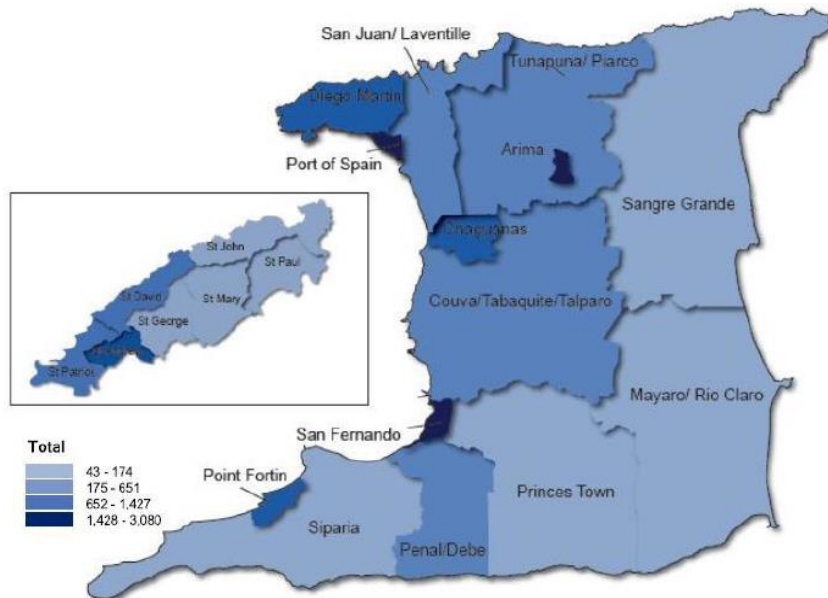 San Juan/ Laventille
Tunapuna/ Piarco
Diego Martin
Port of Spain
Arima
Sangre Grande
Chaguanas
Couva/Tabaquite/Talparo
St John
St Paul
St David
St Mary
St George
St Patrick
Mayaro/ Rio Claro
San Fernando
Point Fortin
Princes Town
Siparia
Penal/Debe
Total
43 - 174
175 - 651
652 - 1,427
1,428 - 3,080